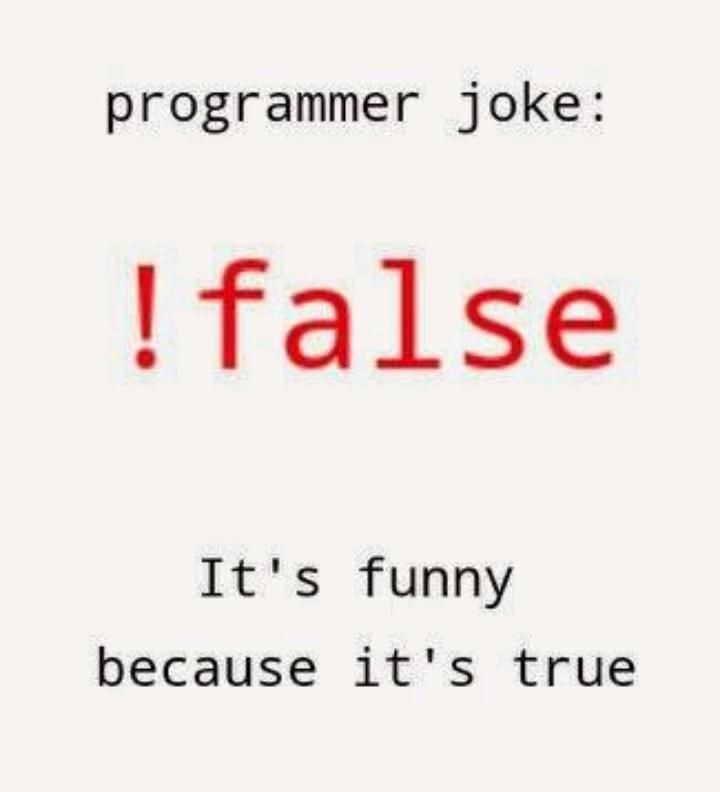 programmer joke:
!false
It's funny
because it's true